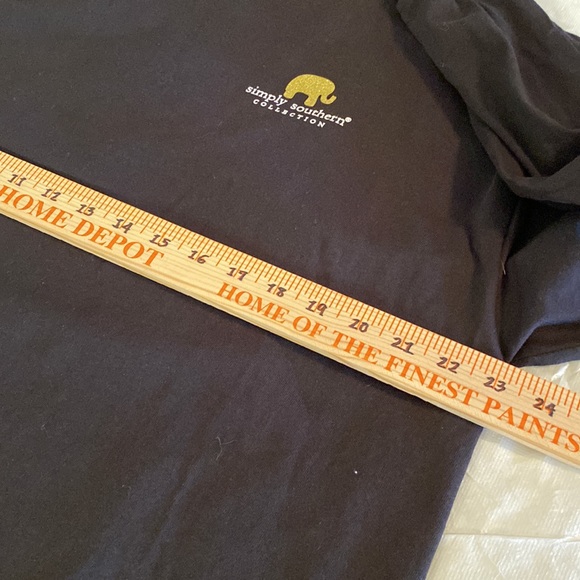 simply southern®
COLLECTION
11 12 13 14 15 16 17 18 19 20 21 22 23 24
HOME DEPOT HOME OF THE FINEST PAINTS